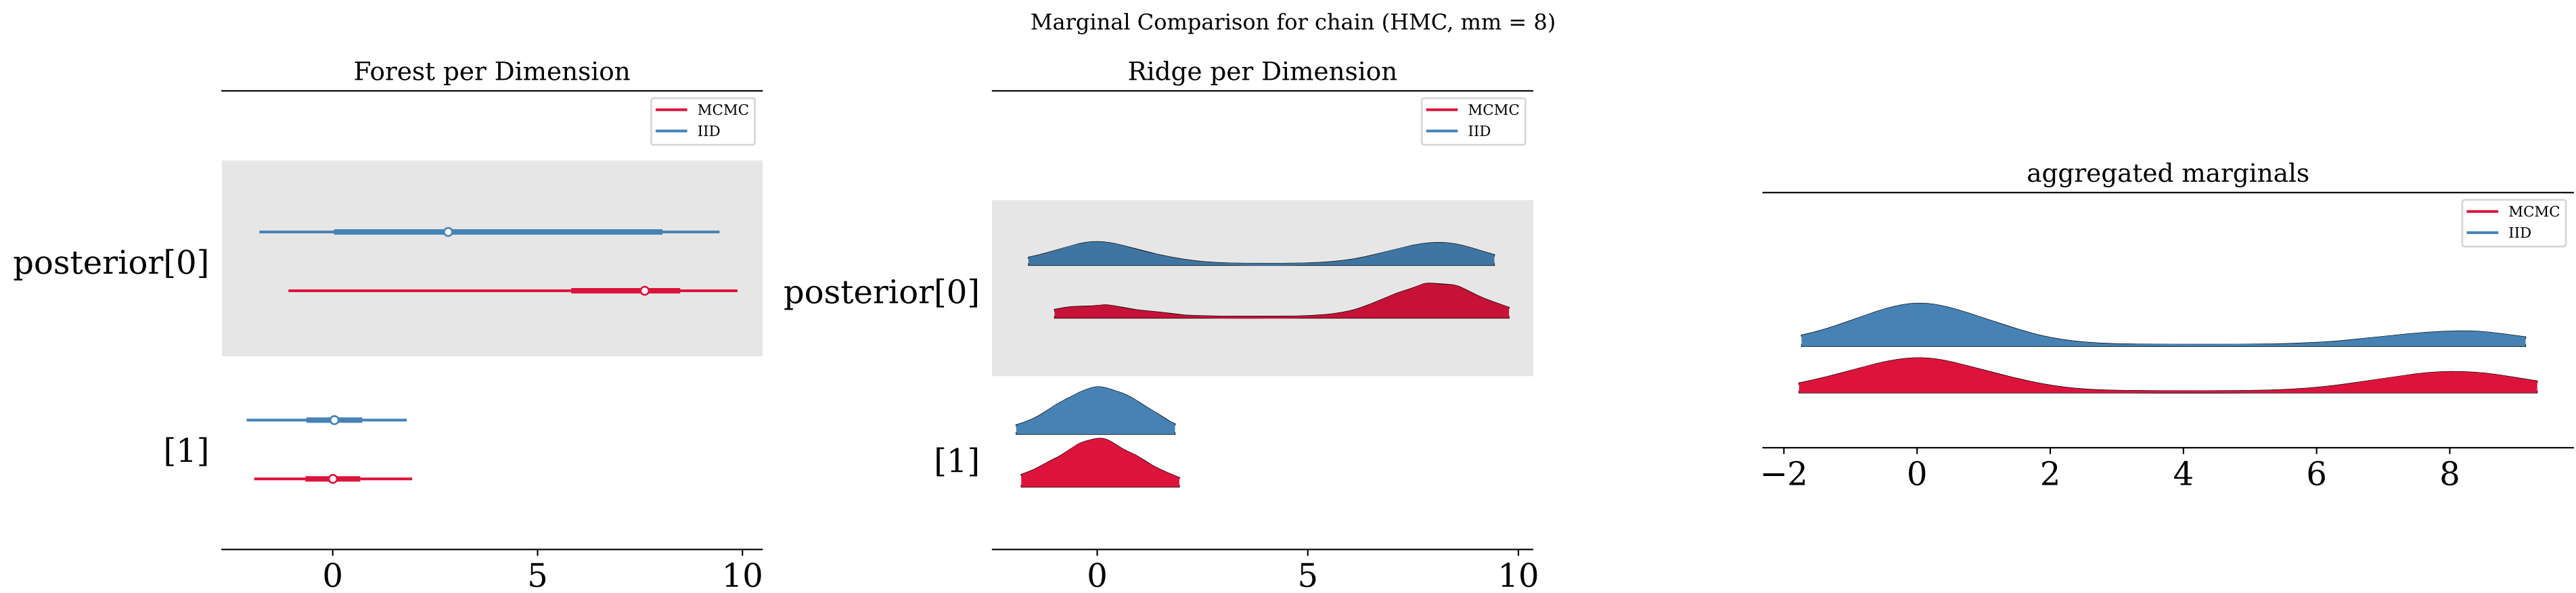 Marginal Comparison for chain (HMC, mm = 8)
Forest per Dimension
MCMC
IID
posterior[0]
[1]
0 5 10
Ridge per Dimension
MCMC
IID
posterior[0]
[1]
0 5 10
aggregated marginals
MCMC
IID
−2 0 2 4 6 8